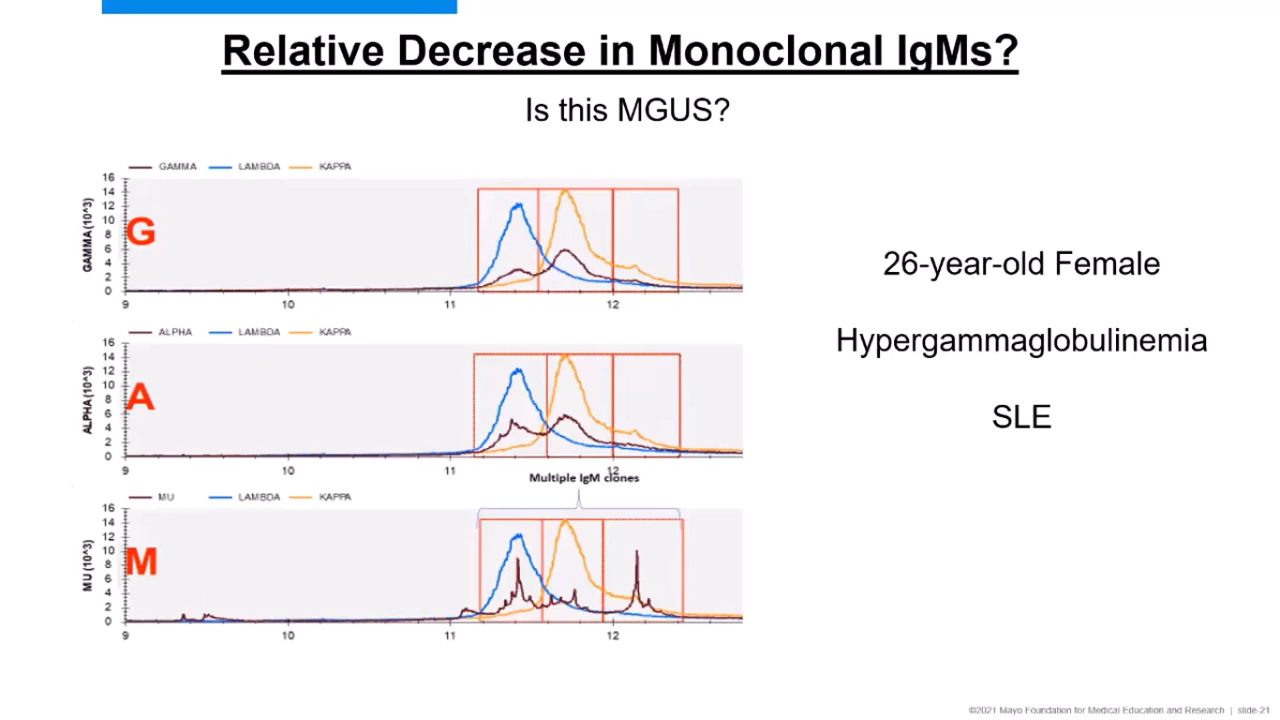 Relative Decrease in Monoclonal IgMs?
Is this MGUS?
GAMMA LAMBDA KAPPA
GAMMA (10^3)
16
14
12
10
8
6
4
2
0
G
9 10 11 12
ALPHA LAMBDA KAPPA
ALPHA (10^3)
16
14
12
10
8
6
4
2
0
A
9 10 11 12
Multiple IgM clones
MU LAMBDA KAPPA
MU (10^3)
16
14
12
10
8
6
4
2
0
M
9 10 11 12
26-year-old Female
Hypergammaglobulinemia
SLE
©2021 Mayo Foundation for Medical Education and Research | slide-21